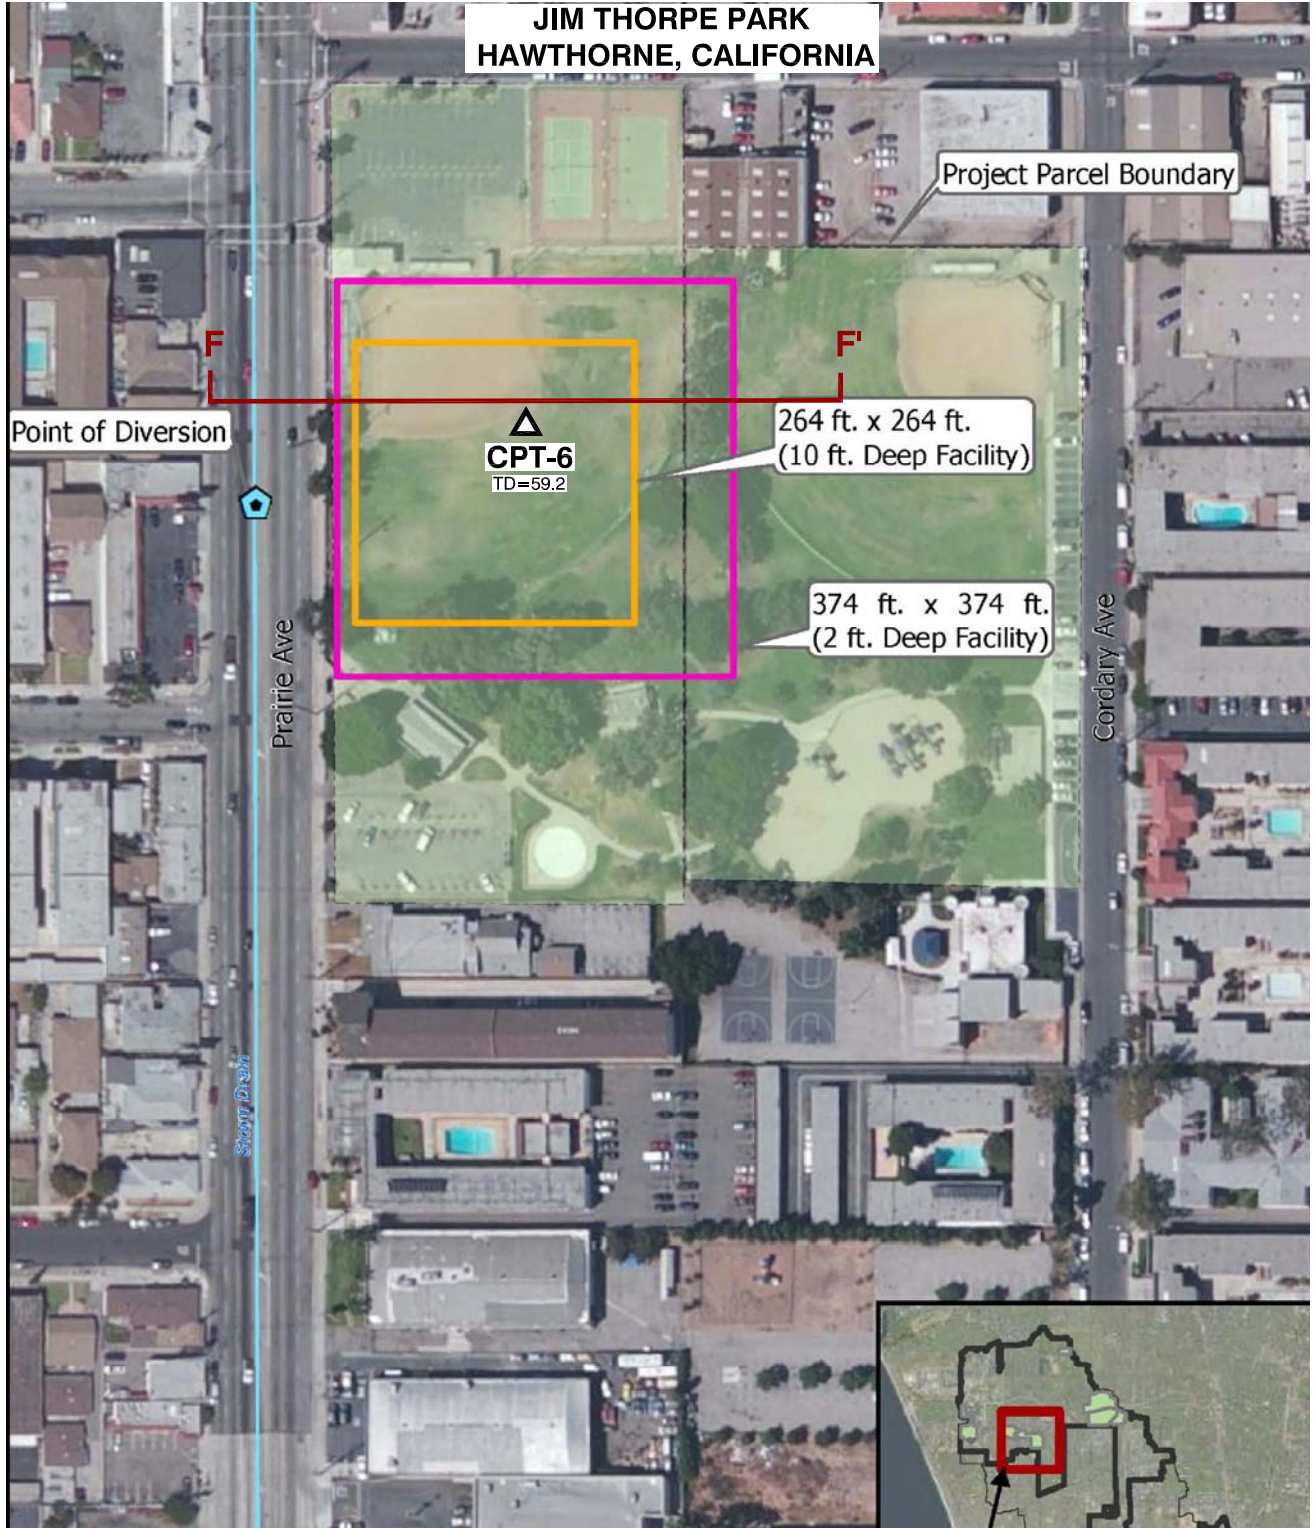 JIM THORPE PARK
HAWTHORNE, CALIFORNIA
Project Parcel Boundary
F
F'
Point of Diversion
264 ft. x 264 ft.
(10 ft. Deep Facility)
CPT-6
TD=59.2
374 ft. x 374 ft.
(2 ft. Deep Facility)
Prairie Ave
Cordary Ave
Storm Drain